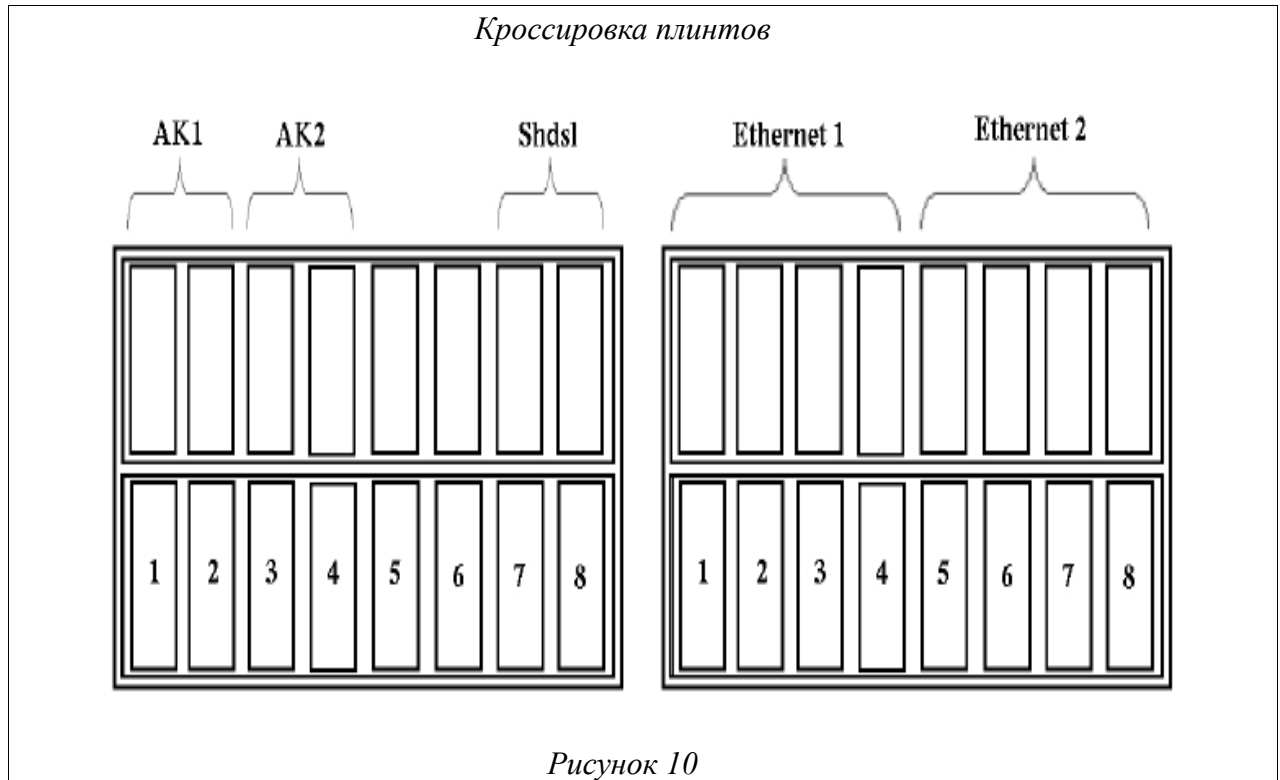 Кроссировка плинтов
AK1 AK2 Shdsl Ethernet 1 Ethernet 2
1 2 3 4 5 6 7 8 1 2 3 4 5 6 7 8
Рисунок 10